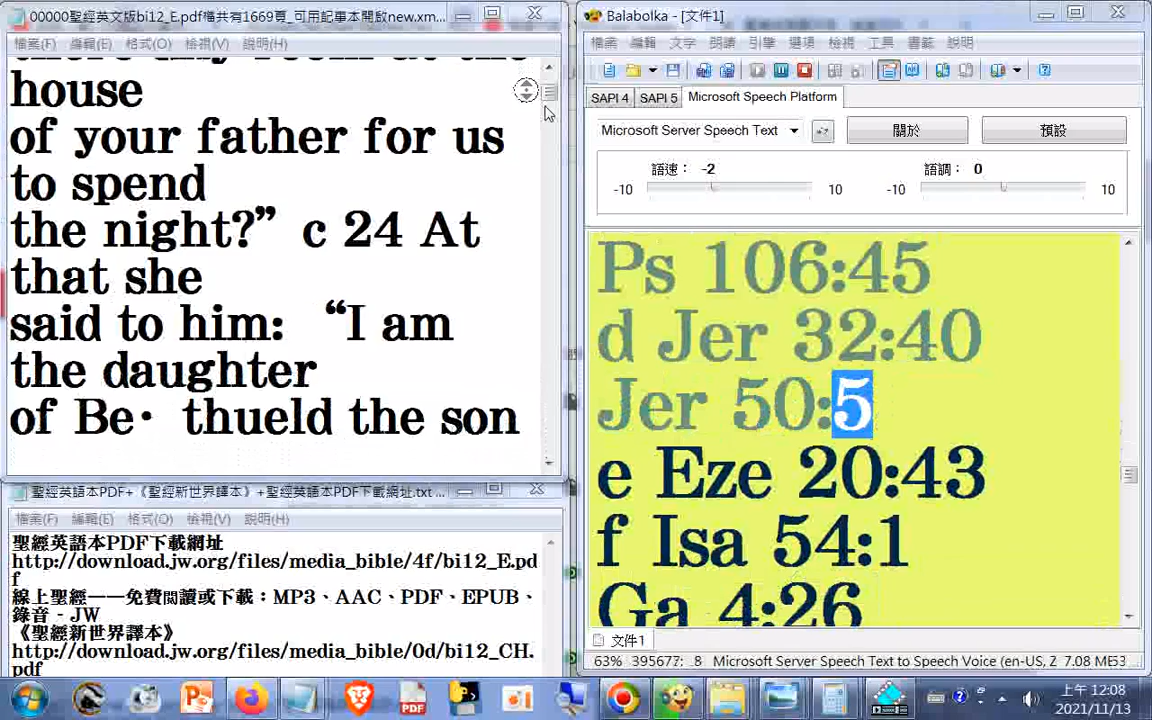 00000聖經英文版bi12_E.pdf檔共有1669頁_可用記事本開啟new.xm...
檔案(F) 編輯(E) 格式(O) 檢視(V) 說明(H)
there any room at the
house
of your father for us
to spend
the night?” c 24 At
that she
said to him: “I am
the daughter
of Be· thueld the son
聖經英語本PDF+《聖經新世界譯本》+聖經英語本PDF下載網址.txt ...
檔案(F) 編輯(E) 格式(O) 檢視(V) 說明(H)
聖經英語本PDF下載網址
http://download.jw.org/files/media_bible/4f/bi12_E.pd
f
線上聖經——免費閱讀或下載：MP3、AAC、PDF、EPUB、
錄音 - JW
《聖經新世界譯本》
http://download.jw.org/files/media_bible/0d/bi12_CH.
pdf
Balabolka - [文件1]
檔案 編輯 文字 朗讀 引擎 選項 檢視 工具 書籤 說明
SAPI 4 SAPI 5 Microsoft Speech Platform
Microsoft Server Speech Text 關於 預設
語速： -2 語調： 0
-10 10 -10 10
Ps 106:45
d Jer 32:40
Jer 50:5
e Eze 20:43
f Isa 54:1
Ga 4:26
文件1
63% 395677: .8 Microsoft Server Speech Text to Speech Voice (en-US, Z 7.08 MB
上午 12:08
2021/11/13